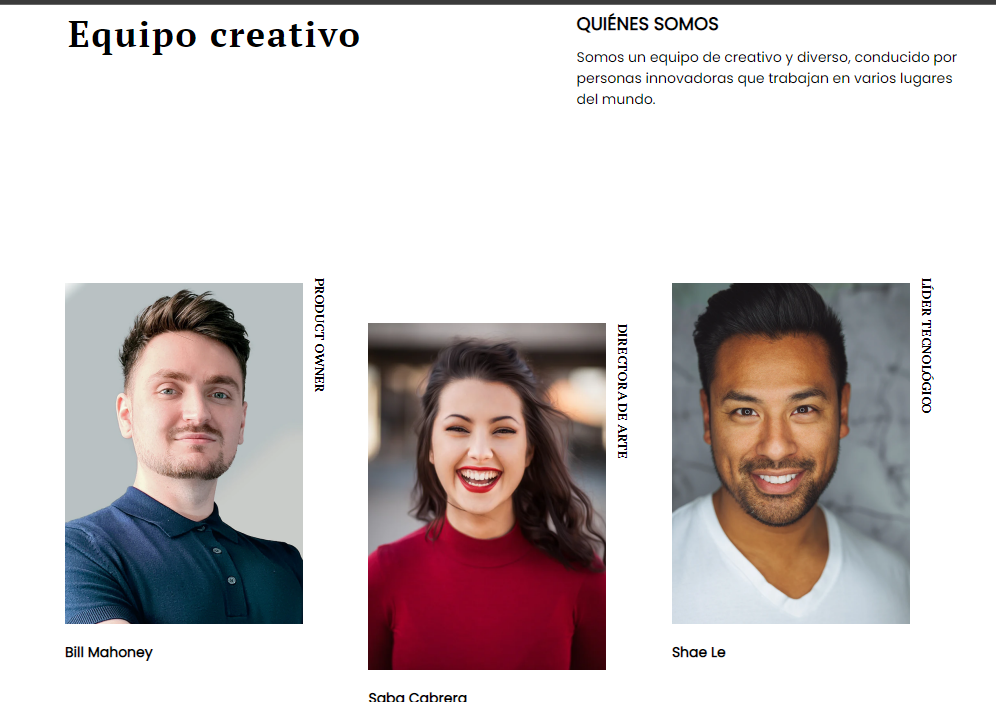 Equipo creativo
QUIÉNES SOMOS
Somos un equipo de creativo y diverso, conducido por
personas innovadoras que trabajan en varios lugares
del mundo.
PRODUCT OWNER
Bill Mahoney
DIRECTORA DE ARTE
Saba Cabrera
LÍDER TECNOLÓGICO
Shae Le